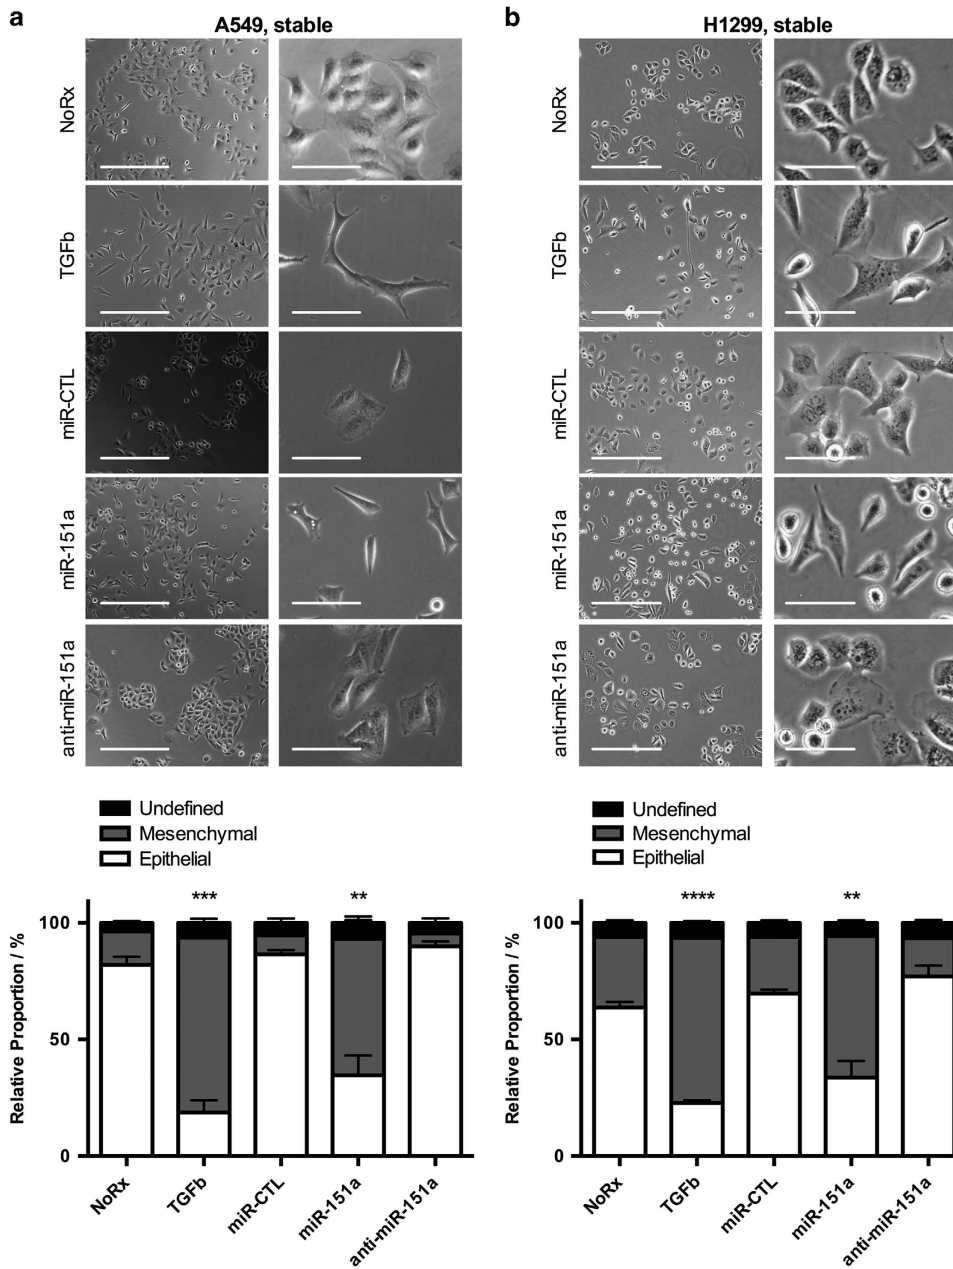 a
A549, stable
NoRx
TGFb
miR-CTL
miR-151a
anti-miR-151a
Undefined
Mesenchymal
Epithelial
*** **
100
50
0
Relative Proportion / %
NoRx
TGFb
miR-CTL
miR-151a
anti-miR-151a
b
H1299, stable
NoRx
TGFb
miR-CTL
miR-151a
anti-miR-151a
Undefined
Mesenchymal
Epithelial
**** **
100
50
0
Relative Proportion / %
NoRx
TGFb
miR-CTL
miR-151a
anti-miR-151a